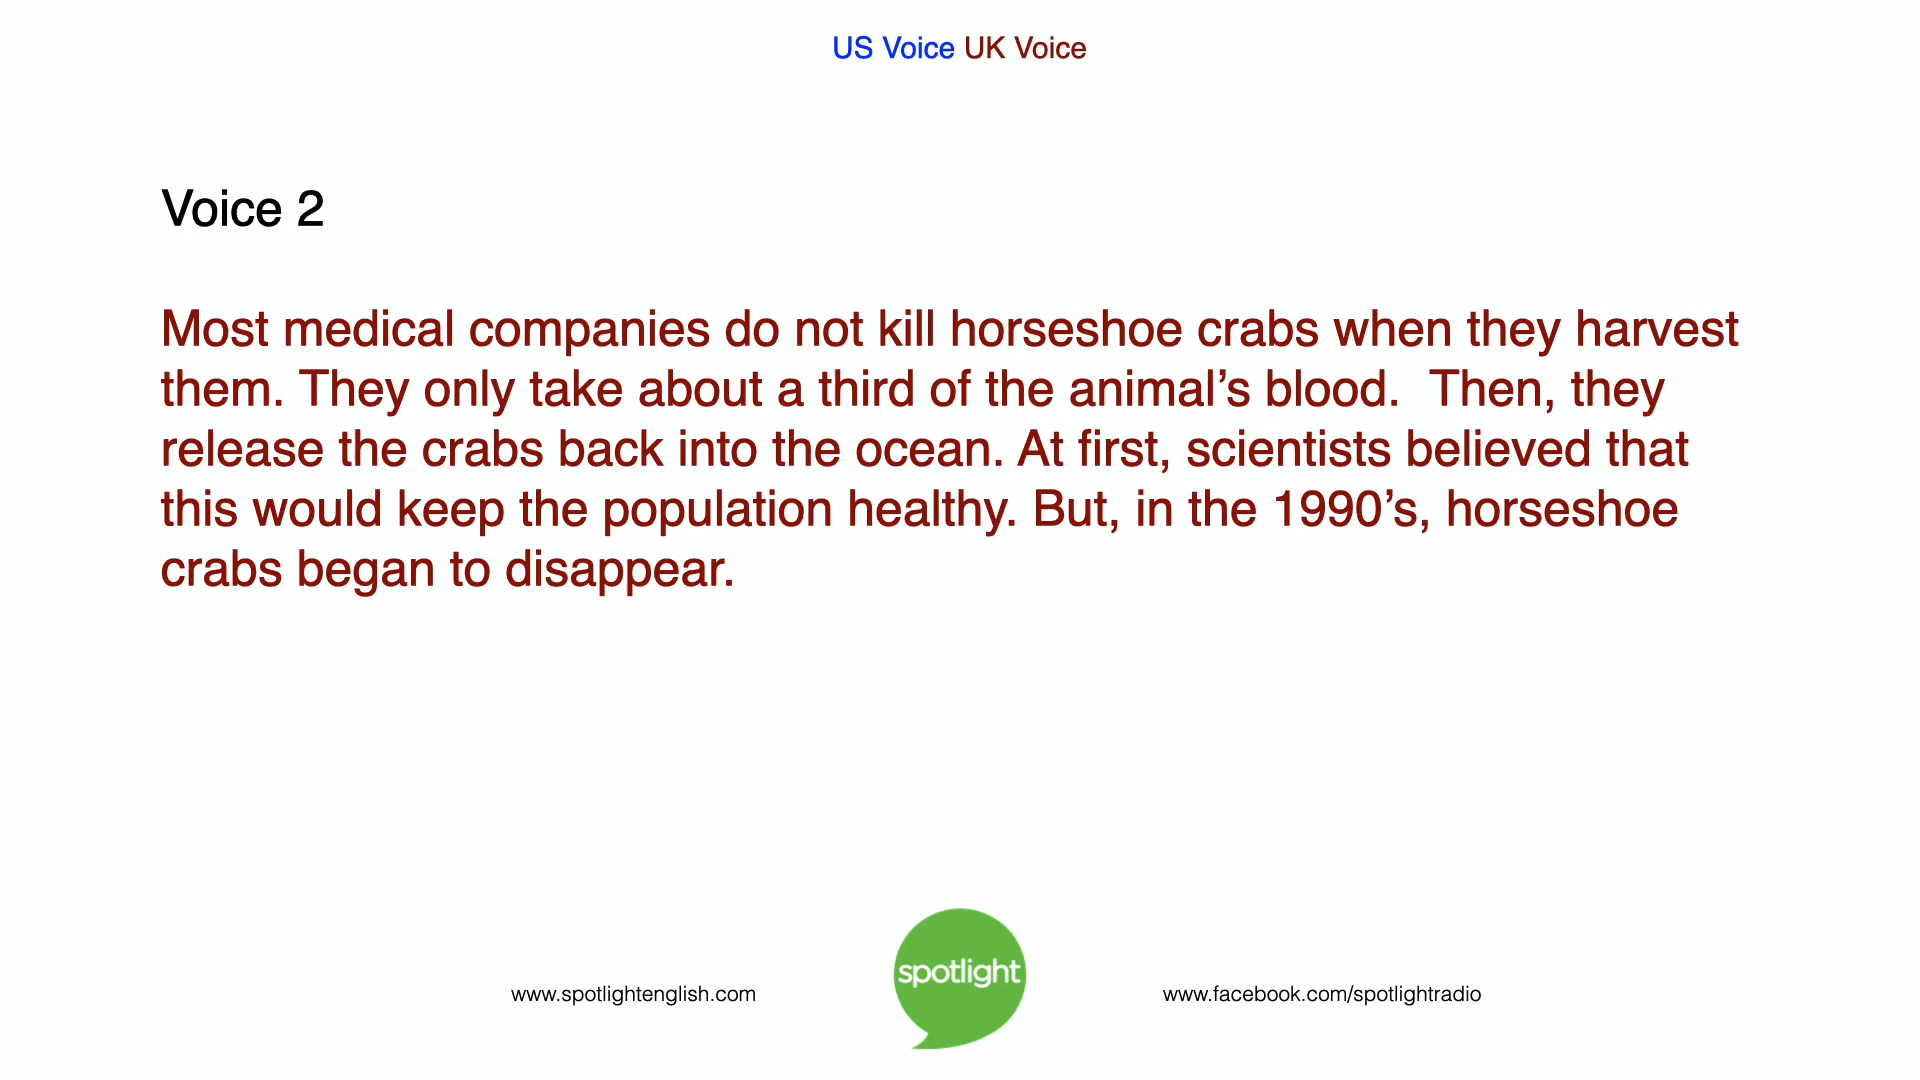 US Voice UK Voice
Voice 2
Most medical companies do not kill horseshoe crabs when they harvest
them. They only take about a third of the animal’s blood.  Then, they
release the crabs back into the ocean. At first, scientists believed that
this would keep the population healthy. But, in the 1990’s, horseshoe
crabs began to disappear.
www.spotlightenglish.com
spotlight
www.facebook.com/spotlightradio